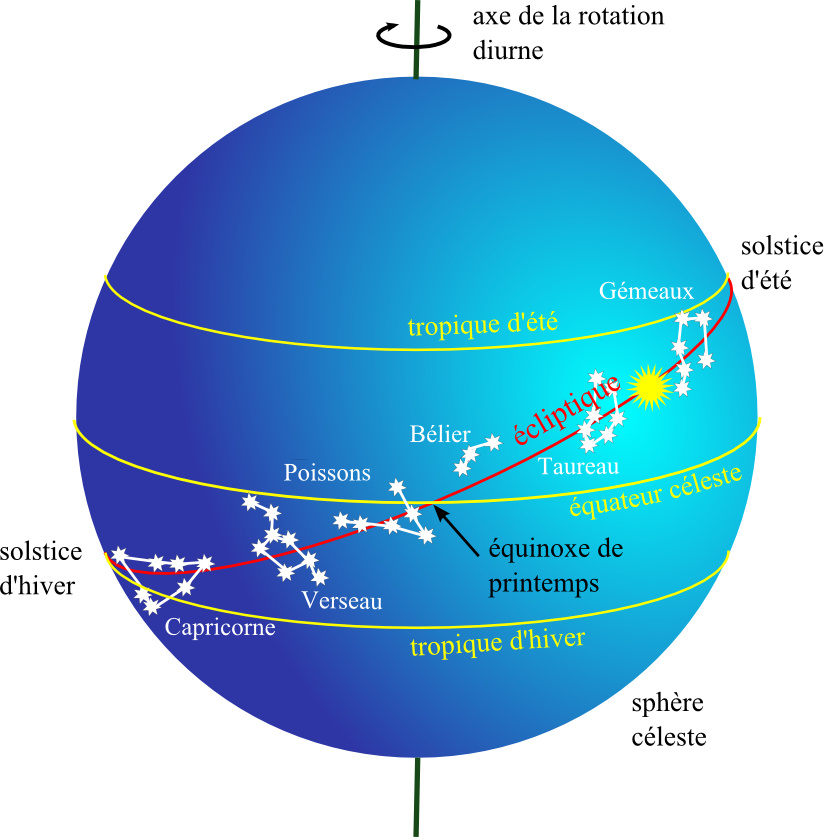 axe de la rotation
diurne
solstice
d'été
Gémeaux
tropique d'été
écliptique
Bélier
Taureau
Poissons
équateur céleste
solstice
d'hiver
équinoxe de
printemps
Verseau
Capricorne
tropique d'hiver
sphère
céleste